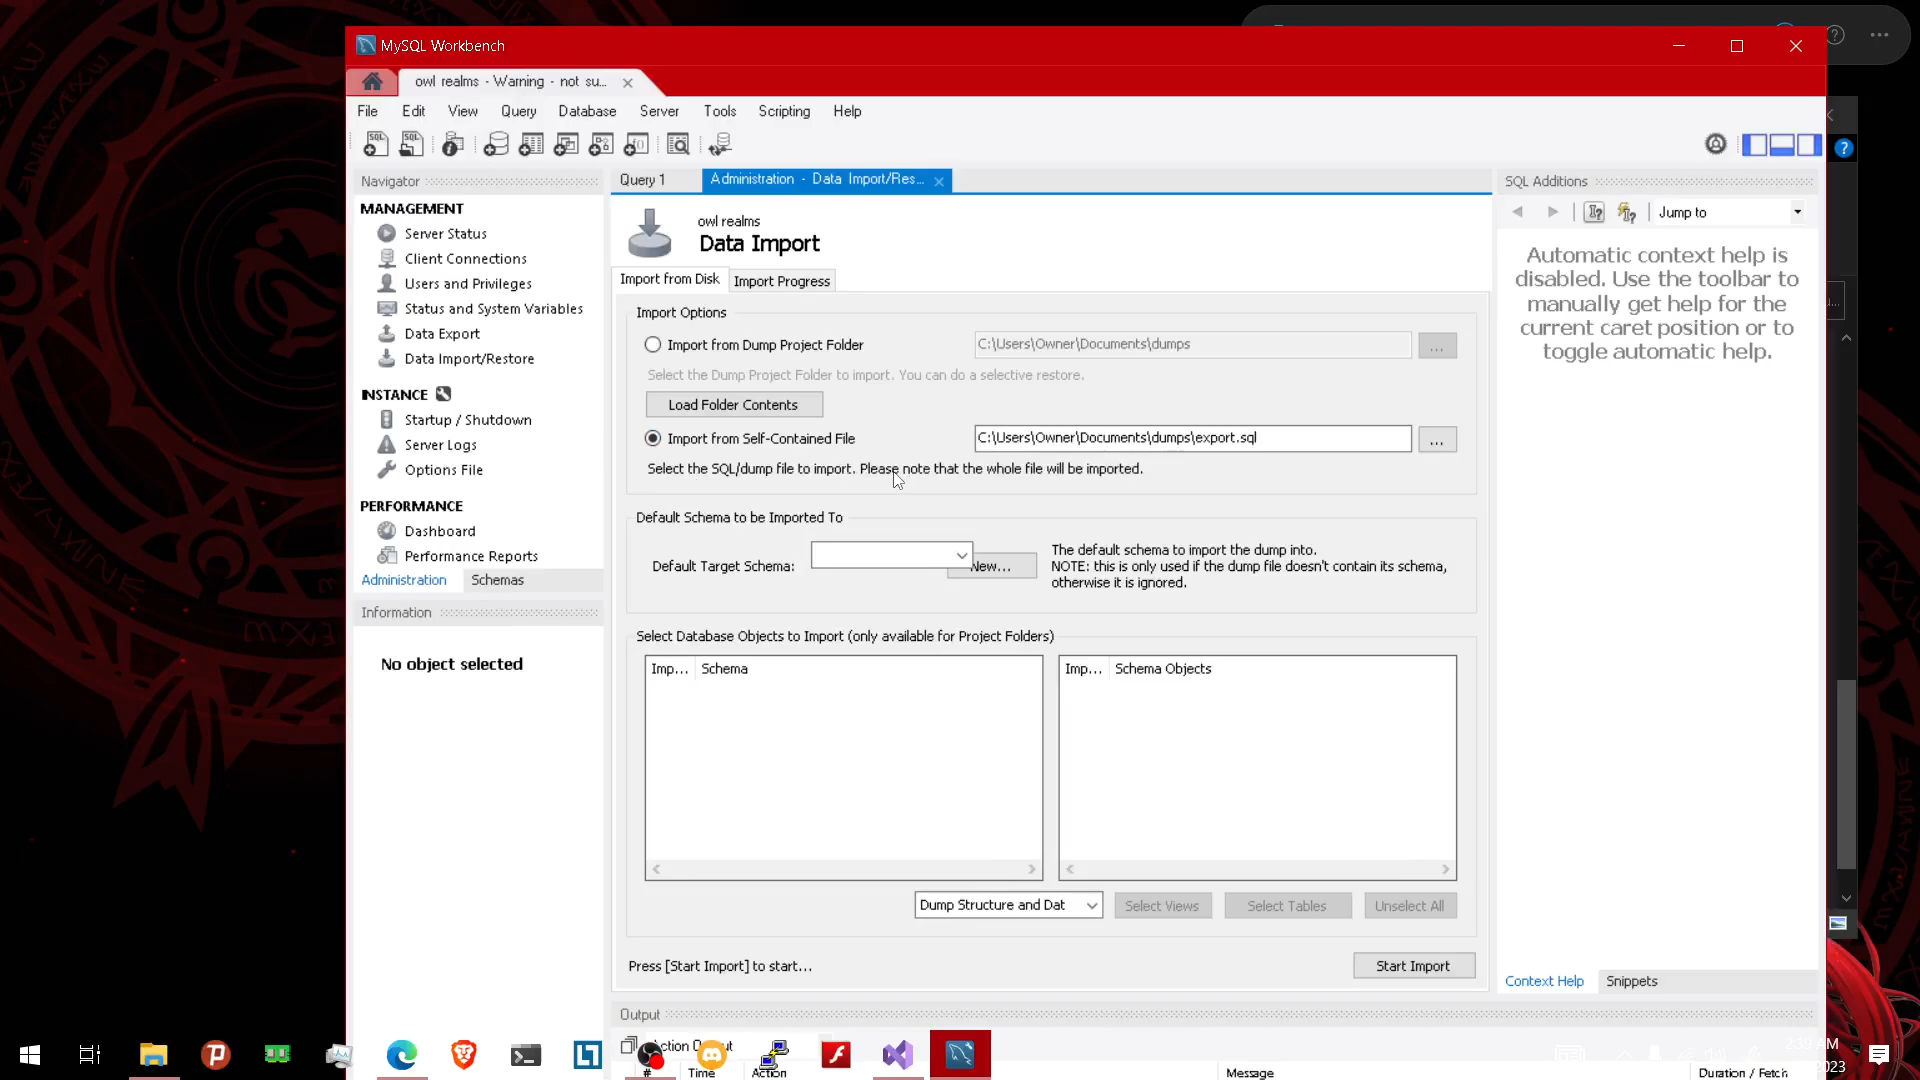 MySQL Workbench
owl realms - Warning - not su...
File Edit View Query Database Server Tools Scripting Help
Navigator
MANAGEMENT
Server Status
Client Connections
Users and Privileges
Status and System Variables
Data Export
Data Import/Restore
INSTANCE
Startup / Shutdown
Server Logs
Options File
PERFORMANCE
Dashboard
Performance Reports
Administration Schemas
Information
No object selected
Query 1 Administration - Data Import/Res...
owl realms
Data Import
Import from Disk Import Progress
Import Options
Import from Dump Project Folder C:\Users\Owner\Documents\dumps ...
Select the Dump Project Folder to import. You can do a selective restore.
Load Folder Contents
Import from Self-Contained File C:\Users\Owner\Documents\dumps\export.sql ...
Select the SQL/dump file to import. Please note that the whole file will be imported.
Default Schema to be Imported To
Default Target Schema: New...
The default schema to import the dump into.
NOTE: this is only used if the dump file doesn't contain its schema,
otherwise it is ignored.
Select Database Objects to Import (only available for Project Folders)
Imp... Schema
Imp... Schema Objects
Dump Structure and Dat Select Views Select Tables Unselect All
Press [Start Import] to start... Start Import
Output
# Time Action Message Duration / Fetch
SQL Additions
Jump to
Automatic context help is
disabled. Use the toolbar to
manually get help for the
current caret position or to
toggle automatic help.
Context Help Snippets
2:39 AM
2023